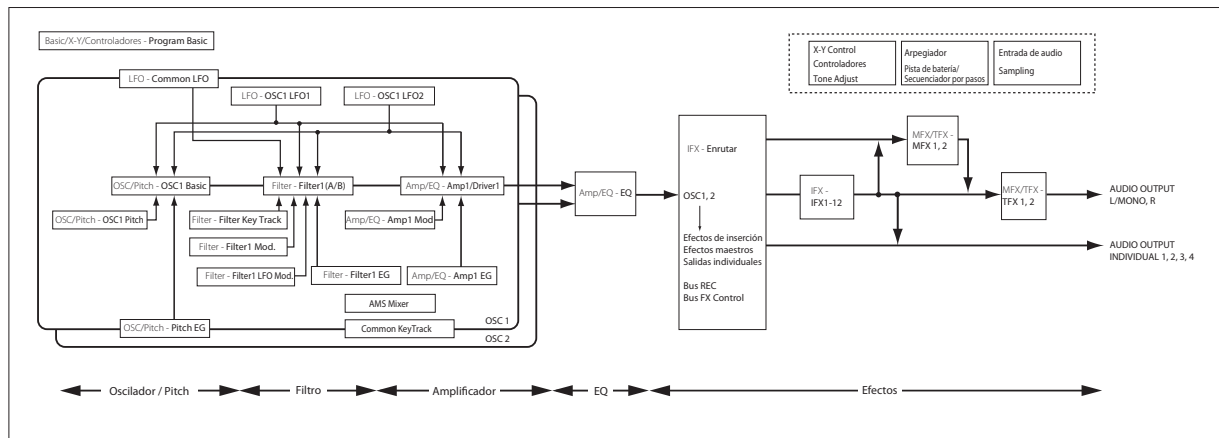 Basic/X-Y/Controladores - Program Basic
X-Y Control
Controladores
Tone Adjust
Arpegiador
Pista de batería/
Secuenciador por pasos
Entrada de audio
Sampling
LFO - Common LFO
LFO - OSC1 LFO1
LFO - OSC1 LFO2
OSC/Pitch - OSC1 Basic
Filter - Filter1(A/B)
Amp/EQ - Amp1/Driver1
OSC/Pitch - OSC1 Pitch
Filter - Filter Key Track
Amp/EQ - Amp1 Mod
Filter - Filter1 Mod.
Filter - Filter1 LFO Mod.
Filter - Filter1 EG
Amp/EQ - Amp1 EG
AMS Mixer
OSC/Pitch - Pitch EG
Common KeyTrack
OSC 1
OSC 2
Amp/EQ - EQ
IFX - Enrutar
OSC1, 2
Efectos de inserción
Efectos maestros
Salidas individuales
Bus REC
Bus FX Control
IFX -
IFX1-12
MFX/TFX -
MFX 1, 2
MFX/TFX -
TFX 1, 2
AUDIO OUTPUT
L/MONO, R
AUDIO OUTPUT
INDIVIDUAL 1, 2, 3, 4
Oscilador / Pitch
Filtro
Amplificador
EQ
Efectos